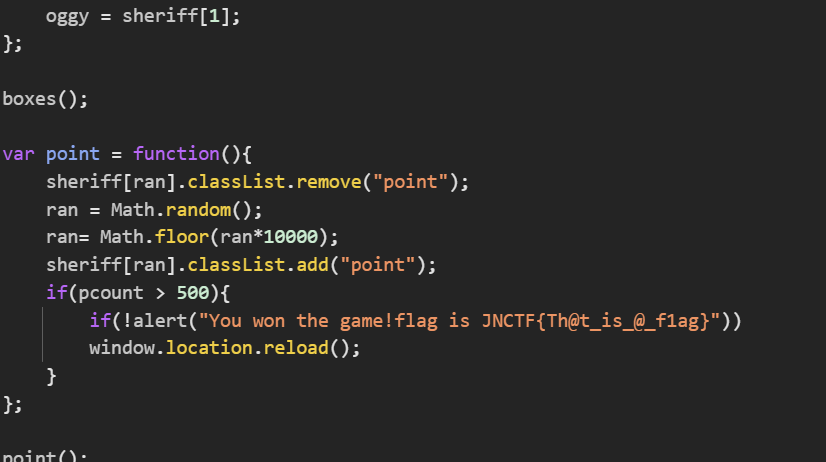 oggy = sheriff[1];
};
boxes();
var point = function(){
sheriff[ran].classList.remove("point");
ran = Math.random();
ran= Math.floor(ran*10000);
sheriff[ran].classList.add("point");
if(pcount > 500){
if(!alert("You won the game!flag is JNCTF{Th@t_is_@_f1ag}"))
window.location.reload();
}
};
point();